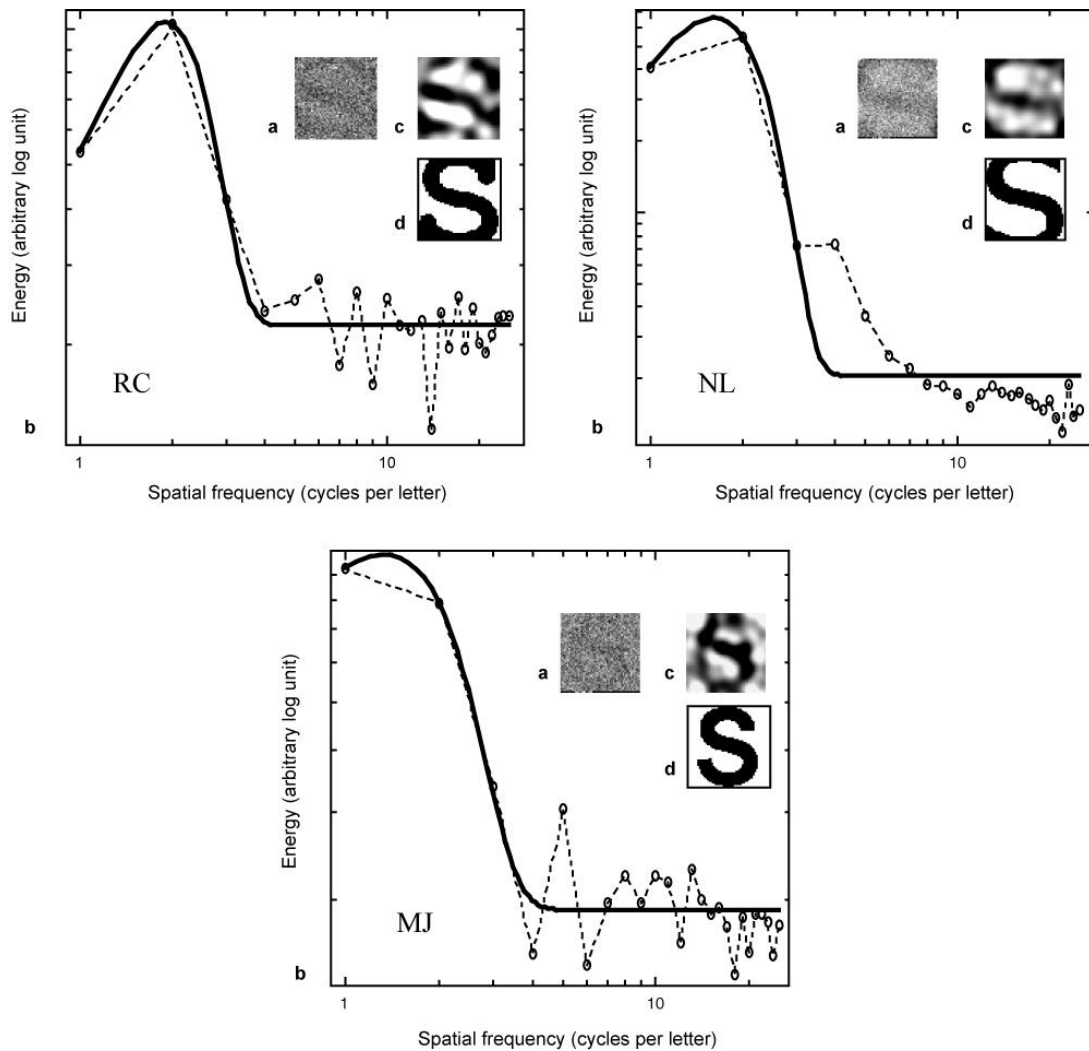 Energy (arbitrary log unit)
a
c
S
d
RC
b
1
10
Spatial frequency (cycles per letter)
Energy (arbitrary log unit)
a
c
S
d
NL
b
1
10
Spatial frequency (cycles per letter)
Energy (arbitrary log unit)
a
c
S
S
d
MJ
b
1
10
Spatial frequency (cycles per letter)